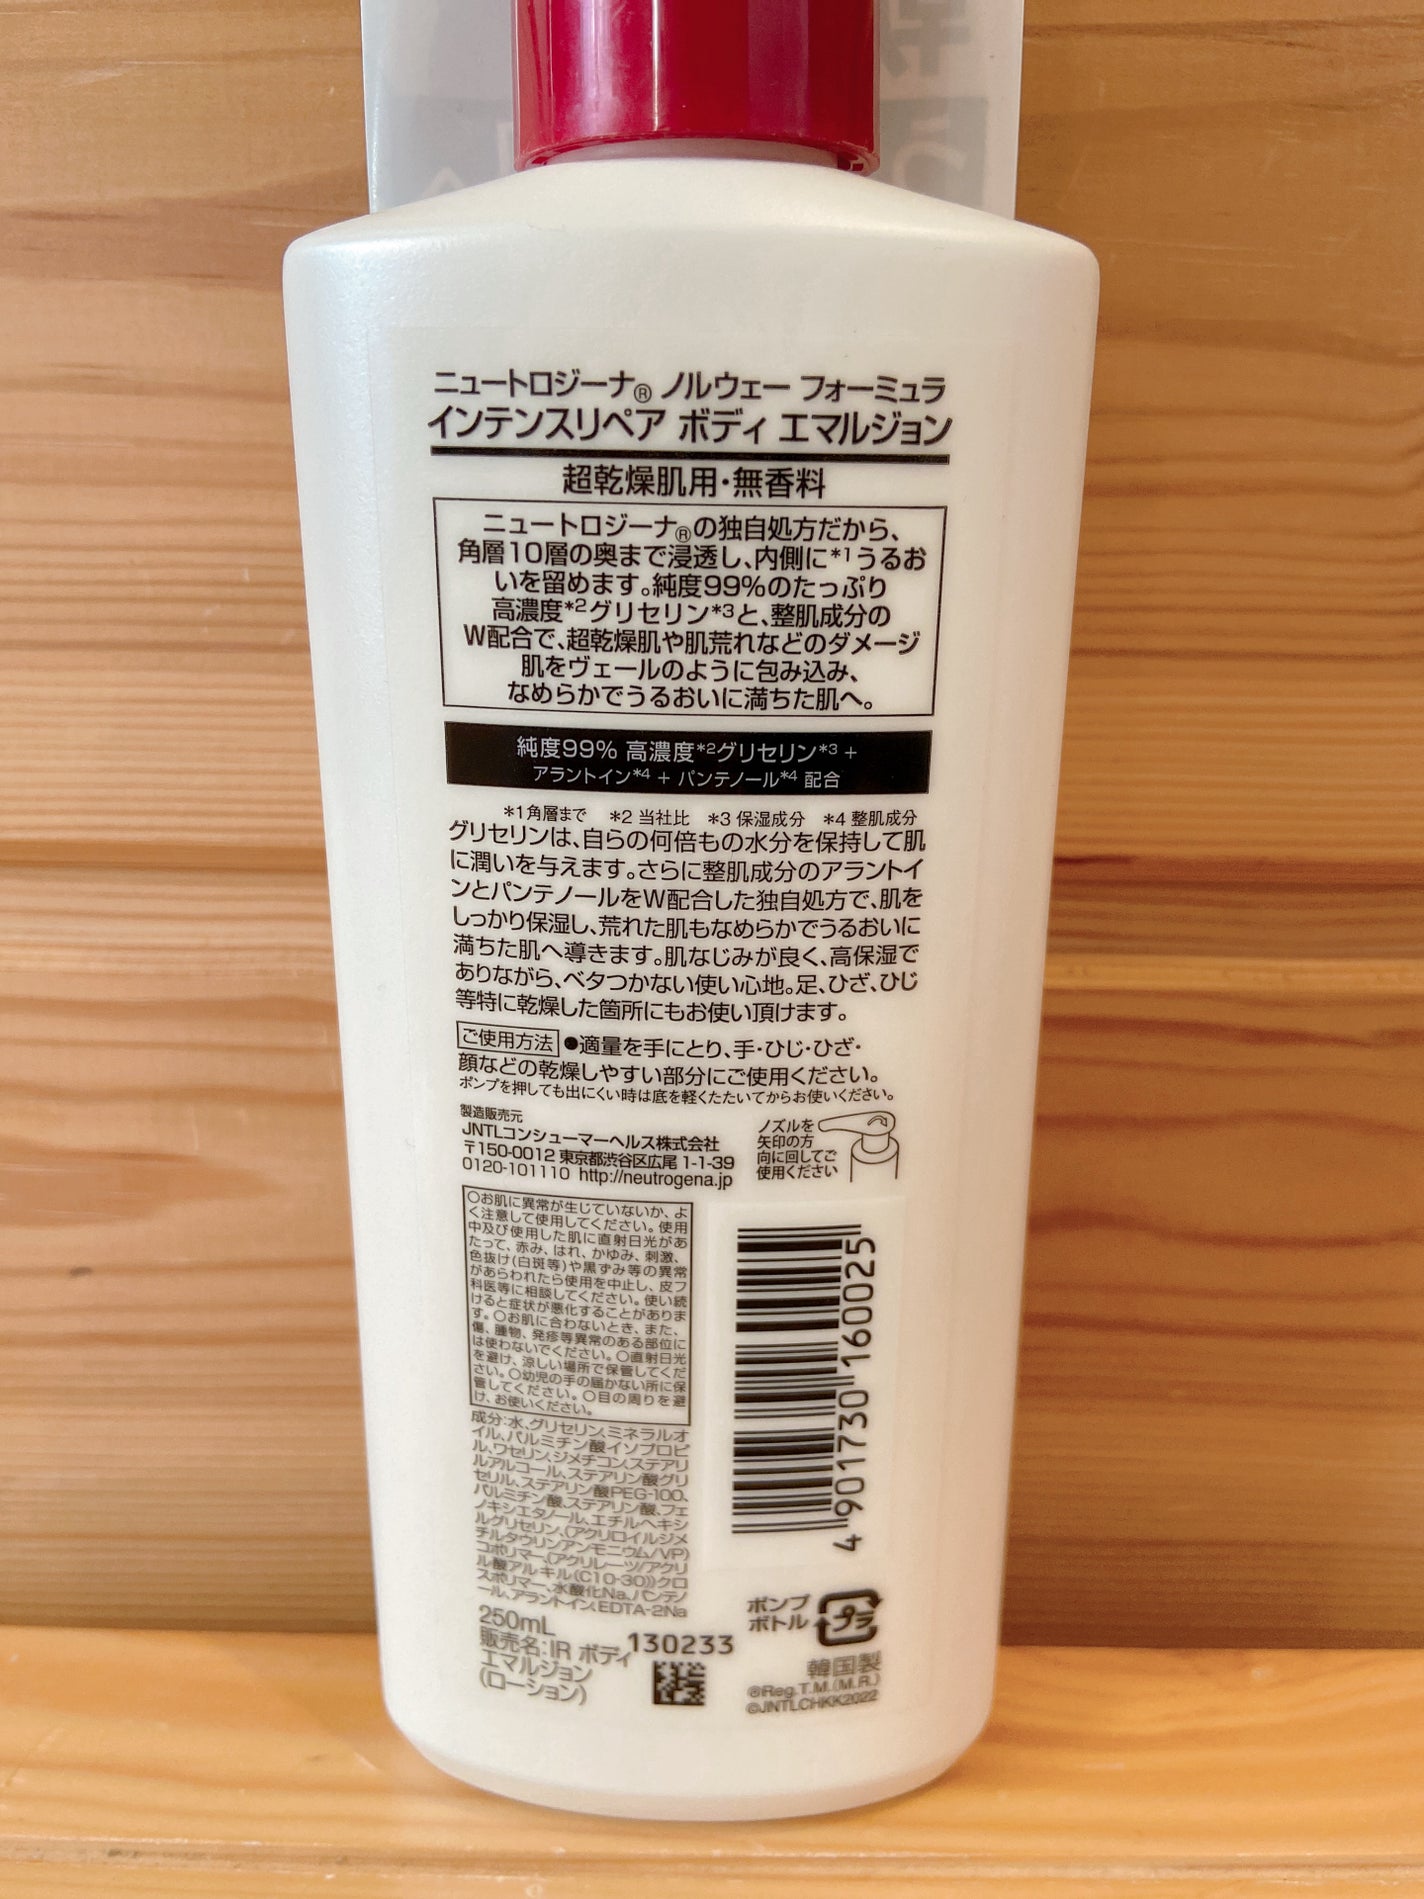 ニュートロジーナ® ノルウェー フォーミュラ
インテンスリペア ボディ エマルジョン
超乾燥肌用・無香料
ニュートロジーナ®の独自処方だから、
角層10層の奥まで浸透し、内側に*1うるお
いを留めます。純度99%のたっぷり
高濃度*2グリセリン*3と、整肌成分の
W配合で、超乾燥肌や肌荒れなどのダメージ
肌をヴェールのように包み込み、
なめらかでうるおいに満ちた肌へ。
純度99% 高濃度*2グリセリン*3 +
アラントイン*4 + パンテノール*4 配合
*1角層まで *2 当社比 *3 保湿成分 *4 整肌成分
グリセリンは、自らの何倍もの水分を保持して肌
に潤いを与えます。さらに整肌成分のアラントイ
ンとパンテノールをW配合した独自処方で、肌を
しっかり保湿し、荒れた肌もなめらかでうるおいに
満ちた肌へ導きます。肌なじみが良く、高保湿で
ありながら、ベタつかない使い心地。足、ひざ、ひじ
等特に乾燥した箇所にもお使い頂けます。
ご使用方法 ●適量を手にとり、手・ひじ・ひざ・
顔などの乾燥しやすい部分にご使用ください。
ポンプを押しても出にくい時は底を軽くたたいてからお使いください。
製造販売元
JNTLコンシューマーヘルス株式会社
〒150-0012 東京都渋谷区広尾 1-1-39
0120-101110 http://neutrogena.jp
ノズルを
矢印の方
向に回してご
使用ください
○お肌に異常が生じていないか、よ
く注意して使用してください。使用
中及び使用した肌に直射日光があ
たって、赤み、はれ、かゆみ、刺激、
色抜け(白斑等)や黒ずみ等の異常
があらわれたら使用を中止し、皮フ
科医等に相談してください。使い続
けると症状が悪化することがありま
す。○お肌に合わないとき、また、
傷、腫物、発疹等異常のある部位に
は使わないでください。○直射日光
を避け、涼しい場所で保管してくだ
さい。○幼児の手の届かない所に保
管してください。○目の周りを避
け、お使いください。
成分:水、グリセリン、ミネラルオ
イル、パルミチン酸イソプロピ
ル、ワセリン、ジメチコン、ステアリ
ルアルコール、ステアリン酸グリ
セリル、ステアリン酸PEG-100、
パルミチン酸、ステアリン酸、フェ
ノキシエタノール、エチルヘキシ
ルグリセリン、(アクリロイルジメ
チルタウリンアンモニウム/VP)
コポリマー、(アクリレーツ/アクリ
ル酸アルキル(C10-30))クロ
スポリマー、水酸化Na、パンテノ
ール、アラントイン、EDTA-2Na
250mL
販売名:IR ボディ
エマルジョン
(ローション)
130233
4 901730 160025
ポンプ
ボトル
プラ
韓国製
®Reg.T.M.(M.R.)
©JNTLCHKK2022